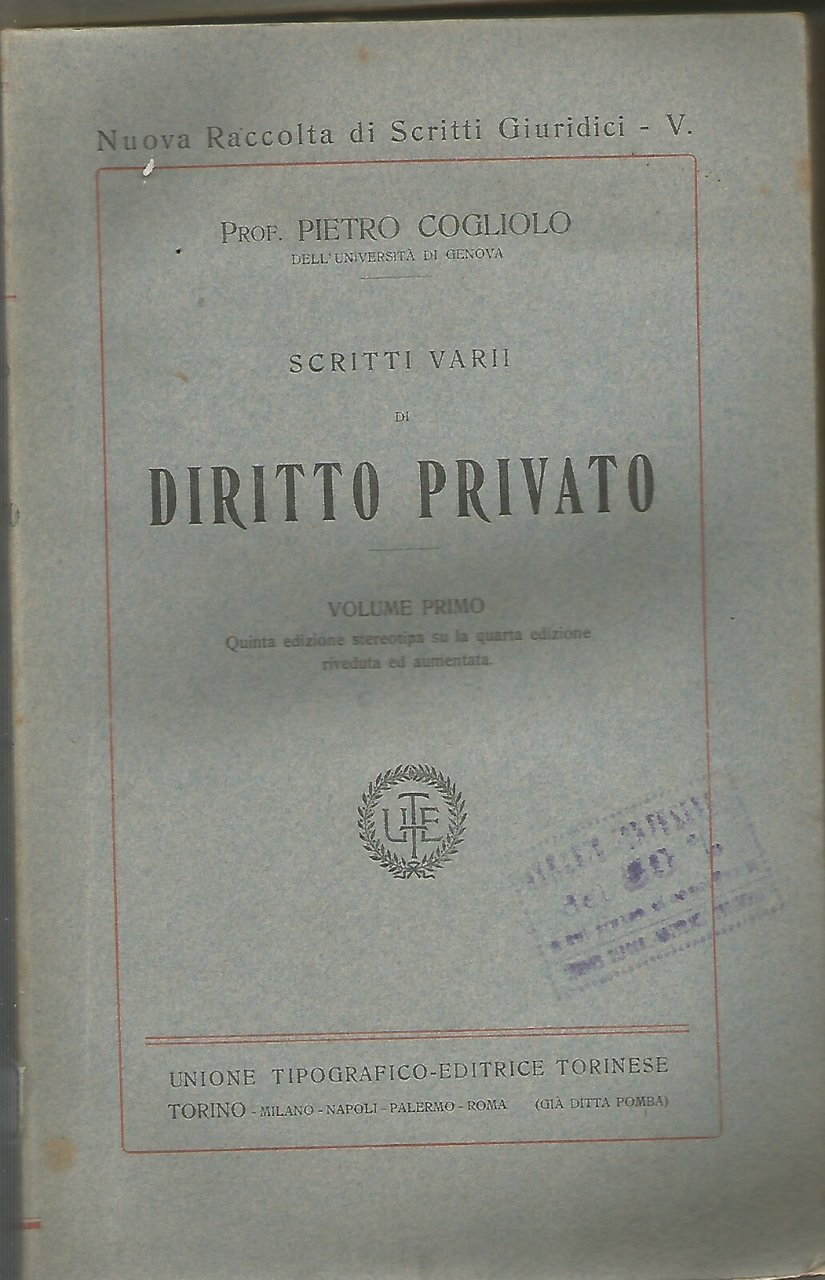 Nuova Raccolta di Scritti Giuridici - V.
PROF. PIETRO COGLIOLO
DELL'UNIVERSITÀ DI GENOVA
SCRITTI VARII
DI
DIRITTO PRIVATO
VOLUME PRIMO
Quinta edizione stereotipa su la quarta edizione
riveduta ed aumentata.
UTE
del
UNIONE TIPOGRAFICO-EDITRICE TORINESE
TORINO - MILANO - NAPOLI - PALERMO - ROMA (GIÀ DITTA POMBA)